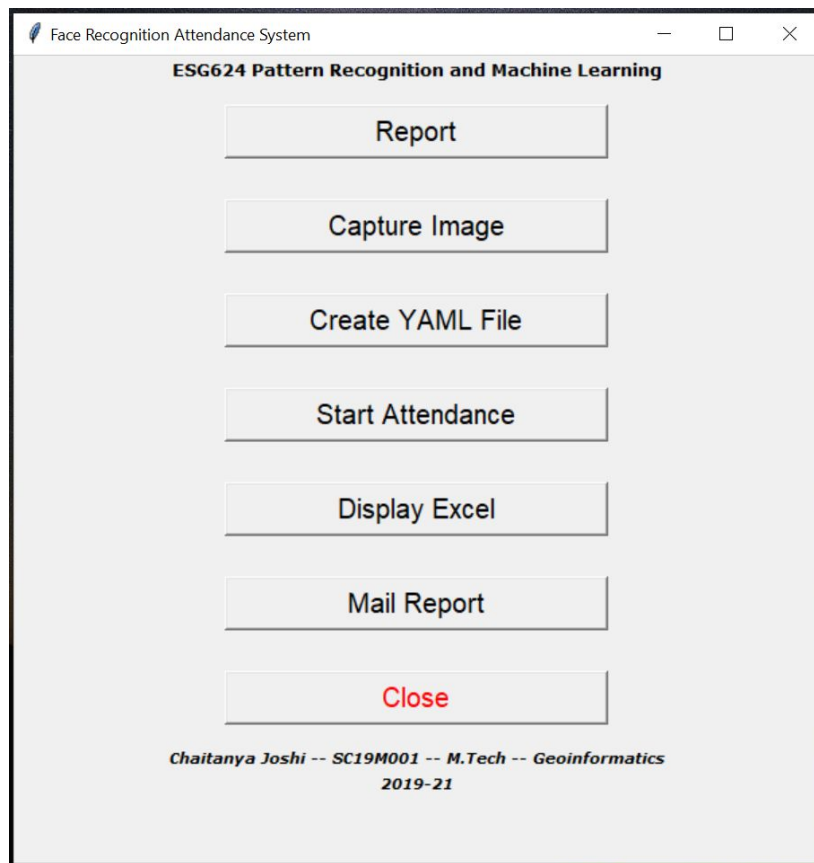 Face Recognition Attendance System
ESG624 Pattern Recognition and Machine Learning
Report
Capture Image
Create YAML File
Start Attendance
Display Excel
Mail Report
Close
Chaitanya Joshi -- SC19M001 -- M.Tech -- Geoinformatics
2019-21